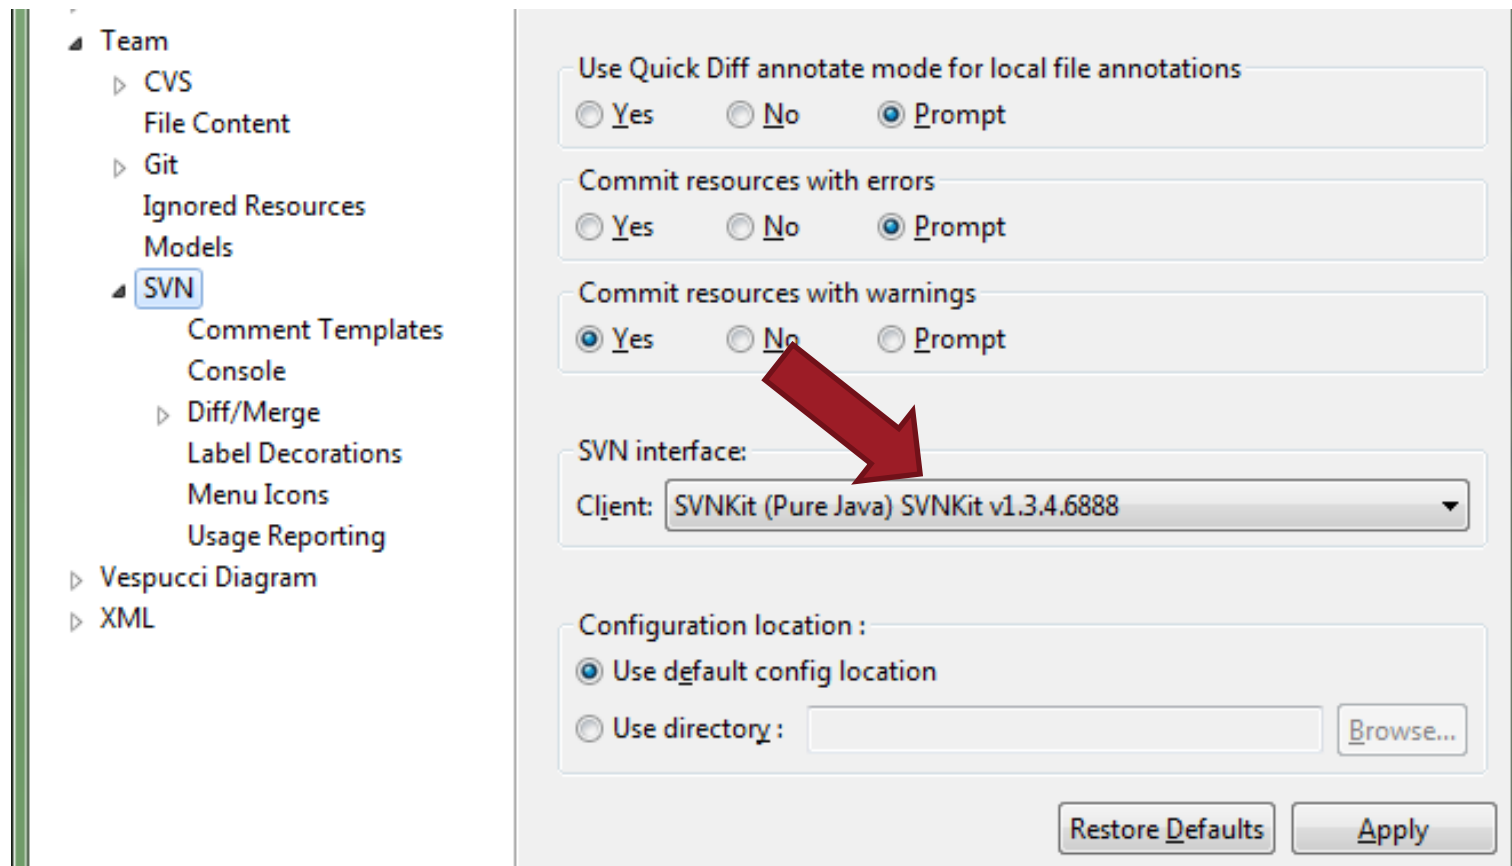 Team
CVS
File Content
Git
Ignored Resources
Models
SVN
Comment Templates
Console
Diff/Merge
Label Decorations
Menu Icons
Usage Reporting
Vespucci Diagram
XML
Use Quick Diff annotate mode for local file annotations
Yes No Prompt
Commit resources with errors
Yes No Prompt
Commit resources with warnings
Yes No Prompt
SVN interface:
Client: SVNKit (Pure Java) SVNKit v1.3.4.6888
Configuration location :
Use default config location
Use directory : Browse...
Restore Defaults Apply